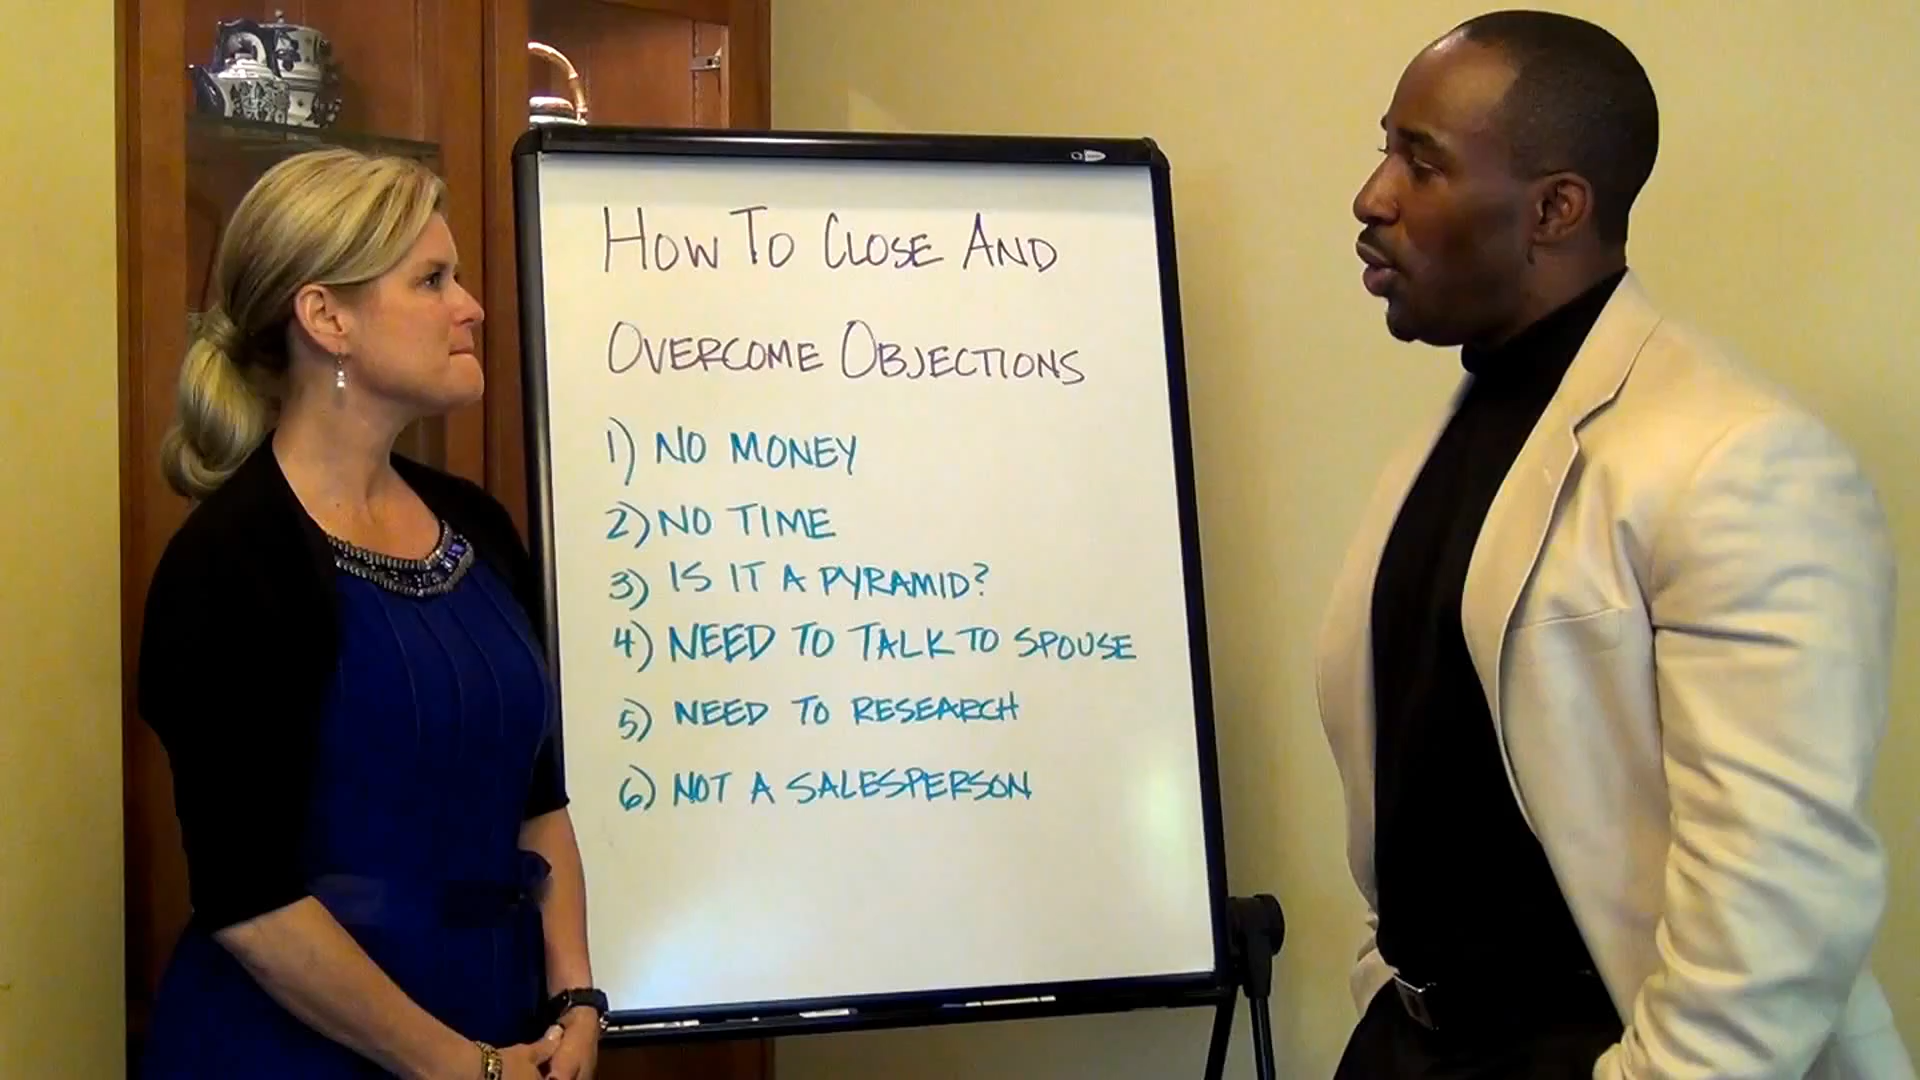 HOW TO CLOSE AND
OVERCOME OBJECTIONS
1) NO MONEY
2) NO TIME
3) IS IT A PYRAMID?
4) NEED TO TALK TO SPOUSE
5) NEED TO RESEARCH
6) NOT A SALESPERSON